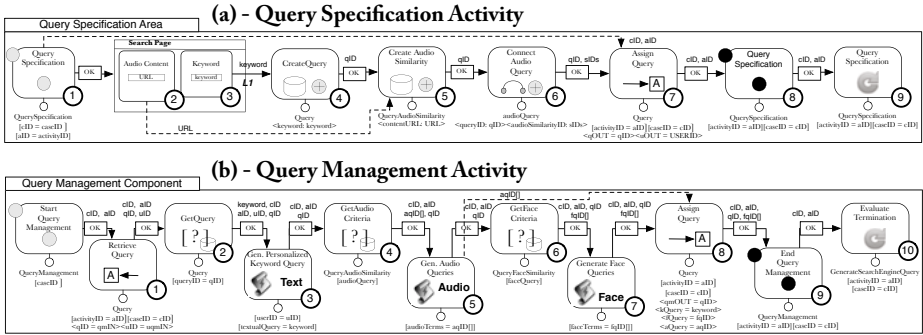 (a) - Query Specification Activity
Query Specification Area
Query
Specification
OK
1
QuerySpecification
[cID = caseID ]
[aID = activityID]
Search Page
Audio Content
URL
2
Keyword
keyword
3
keyword
L1
URL
CreateQuery
4
Query
<keyword: keyword>
qID
OK
Create Audio
Similarity
5
QueryAudioSimilarity
<contentURL: URL>
qID
OK
Connect
Audio
Query
6
audioQuery
<queryID: qID><audioSimilarityID: sIDs>
qID, sIDs
OK
cID, aID
Assign
Query
A
7
Query
[activityID = aID][caseID = cID]
<qOUT = qID><uOUT = USERID>
cID, aID
OK
Query
Specification
8
QuerySpecification
[activityID = aID][caseID = cID]
cID, aID
OK
Query
Specification
9
QuerySpecification
[activityID = aID][caseID = cID]
(b) - Query Management Activity
Query Management Component
Start
Query
Management
QueryManagement
[caseID ]
cID, aID
OK
Retrieve
Query
A
1
Query
[activityID = aID][caseID = cID]
<qID = qmIN><uID = uqmIN>
cID, aID
qID, uID
OK
GetQuery
[ ? ]
2
Query
[queryID = qID]
keyword, cID
aID, uID, qID
OK
Gen. Personalized
Keyword Query
Text
3
[userID = uID]
[textualQuery = keyword]
cID, aID
qID
OK
GetAudio
Criteria
[ ? ]
4
QueryAudioSimilarity
[audioQuery]
cID, aID
aqID[], qID
OK
Gen. Audio
Queries
Audio
5
[audioTerms = aqID[]]
aqID[]
cID, aID
qID
OK
GetFace
Criteria
[ ? ]
6
QueryFaceSimilarity
[faceQuery]
cID, aID, qID
fqID[]
OK
Generate Face
Queries
Face
7
[faceTerms = fqID[]]
cID, aID, qID
fqID[]
OK
Assign
Query
A
8
Query
[activityID = aID]
[caseID = cID]
<qmOUT = qID>
<kQuery = keyword>
<fQuery = fqID>
<aQuery = aqID>
cID, aID,
qID, fqID[]
OK
End
Query
Management
9
QueryManagement
[activityID = aID][caseID = cID]
cID, aID
OK
Evaluate
Termination
10
GenerateSearchEngineQuery
[activityID = aID]
[caseID = cID]